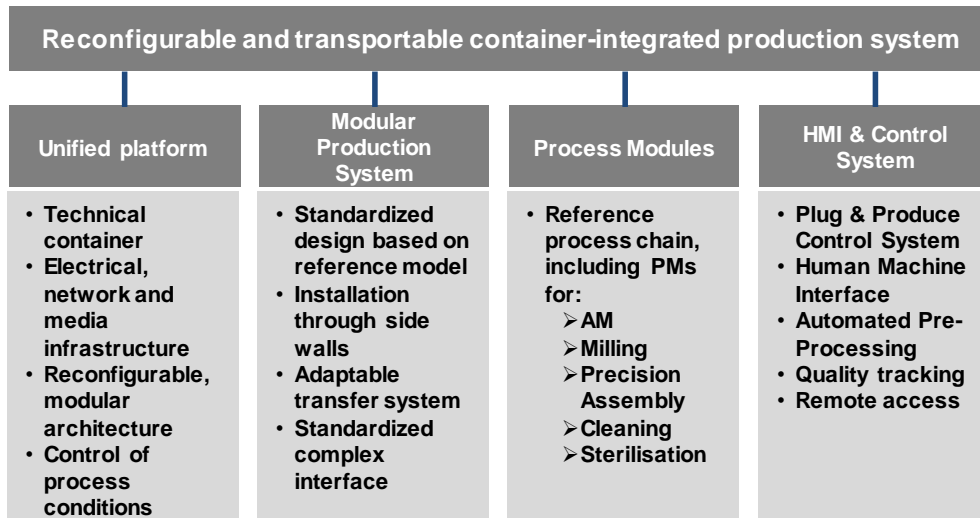 Reconfigurable and transportable container-integrated production system
Unified platform
• Technical
container
• Electrical,
network and
media
infrastructure
• Reconfigurable,
modular
architecture
• Control of
process
conditions
Modular
Production
System
• Standardized
design based on
reference model
• Installation
through side
walls
• Adaptable
transfer system
• Standardized
complex
interface
Process Modules
• Reference
process chain,
including PMs
for:
➢AM
➢Milling
➢Precision
Assembly
➢Cleaning
➢Sterilisation
HMI & Control
System
• Plug & Produce
Control System
• Human Machine
Interface
• Automated Pre-
Processing
• Quality tracking
• Remote access